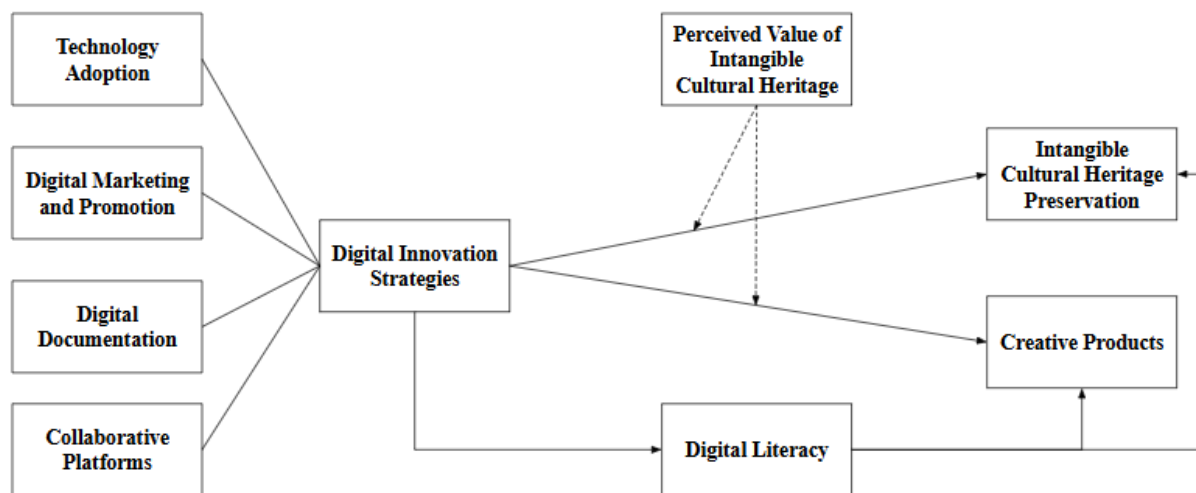 Technology
Adoption
Digital Marketing
and Promotion
Digital
Documentation
Collaborative
Platforms
Digital Innovation
Strategies
Perceived Value of
Intangible
Cultural Heritage
Digital Literacy
Intangible
Cultural Heritage
Preservation
Creative Products